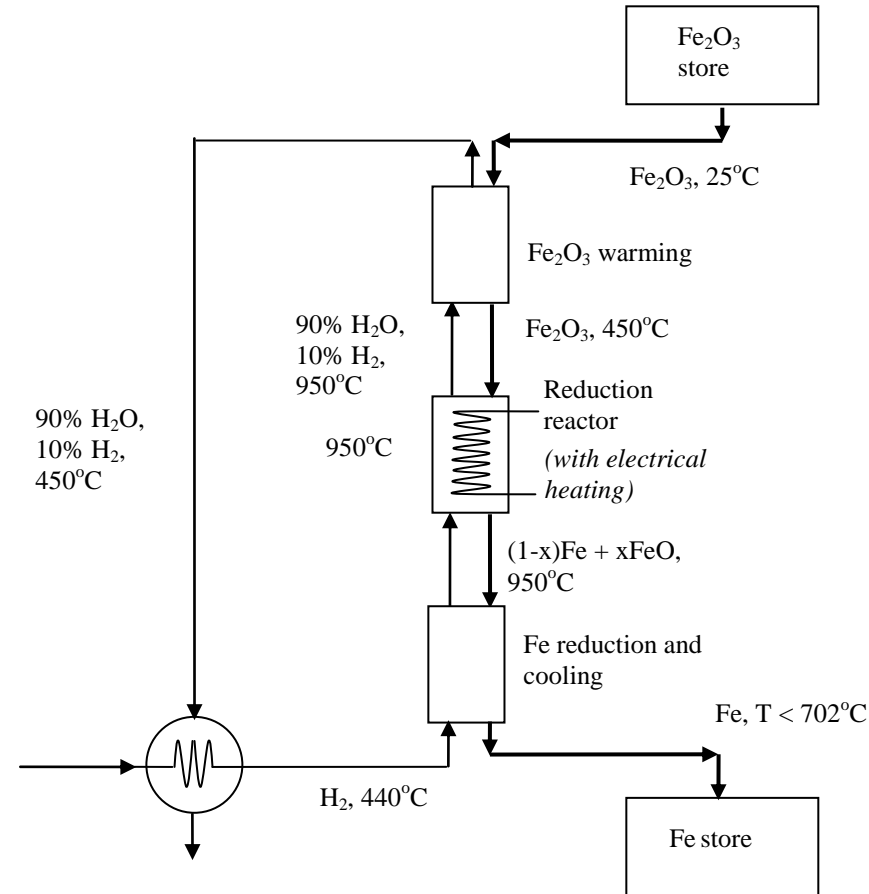 Fe₂O₃
store
Fe₂O₃, 25°C
Fe₂O₃ warming
90% H₂O,
10% H₂,
950°C
Fe₂O₃, 450°C
Reduction
reactor
(with electrical
heating)
950°C
90% H₂O,
10% H₂,
450°C
(1-x)Fe + xFeO,
950°C
Fe reduction and
cooling
Fe, T < 702°C
H₂, 440°C
Fe store